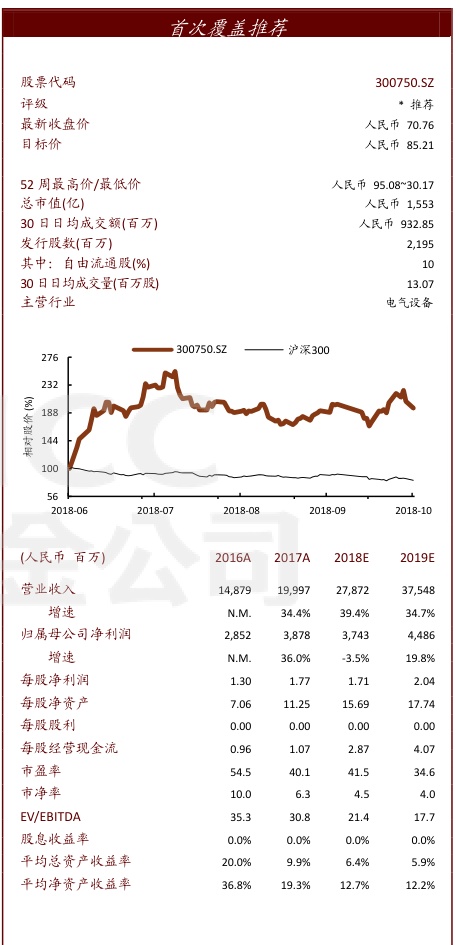 首次覆盖推荐
股票代码 300750.SZ
评级 * 推荐
最新收盘价 人民币 70.76
目标价 人民币 85.21
52 周最高价/最低价 人民币 95.08~30.17
总市值(亿) 人民币 1,553
30 日日均成交额(百万) 人民币 932.85
发行股数(百万) 2,195
其中：自由流通股(%) 10
30 日日均成交量(百万股) 13.07
主营行业 电气设备
300750.SZ 沪深300
相对股价 (%)
276
232
188
144
100
56
2018-06 2018-07 2018-08 2018-09 2018-10
CC
金公司
(人民币 百万) 2016A 2017A 2018E 2019E
营业收入 14,879 19,997 27,872 37,548
增速 N.M. 34.4% 39.4% 34.7%
归属母公司净利润 2,852 3,878 3,743 4,486
增速 N.M. 36.0% -3.5% 19.8%
每股净利润 1.30 1.77 1.71 2.04
每股净资产 7.06 11.25 15.69 17.74
每股股利 0.00 0.00 0.00 0.00
每股经营现金流 0.96 1.07 2.87 4.07
市盈率 54.5 40.1 41.5 34.6
市净率 10.0 6.3 4.5 4.0
EV/EBITDA 35.3 30.8 21.4 17.7
股息收益率 0.0% 0.0% 0.0% 0.0%
平均总资产收益率 20.0% 9.9% 6.4% 5.9%
平均净资产收益率 36.8% 19.3% 12.7% 12.2%